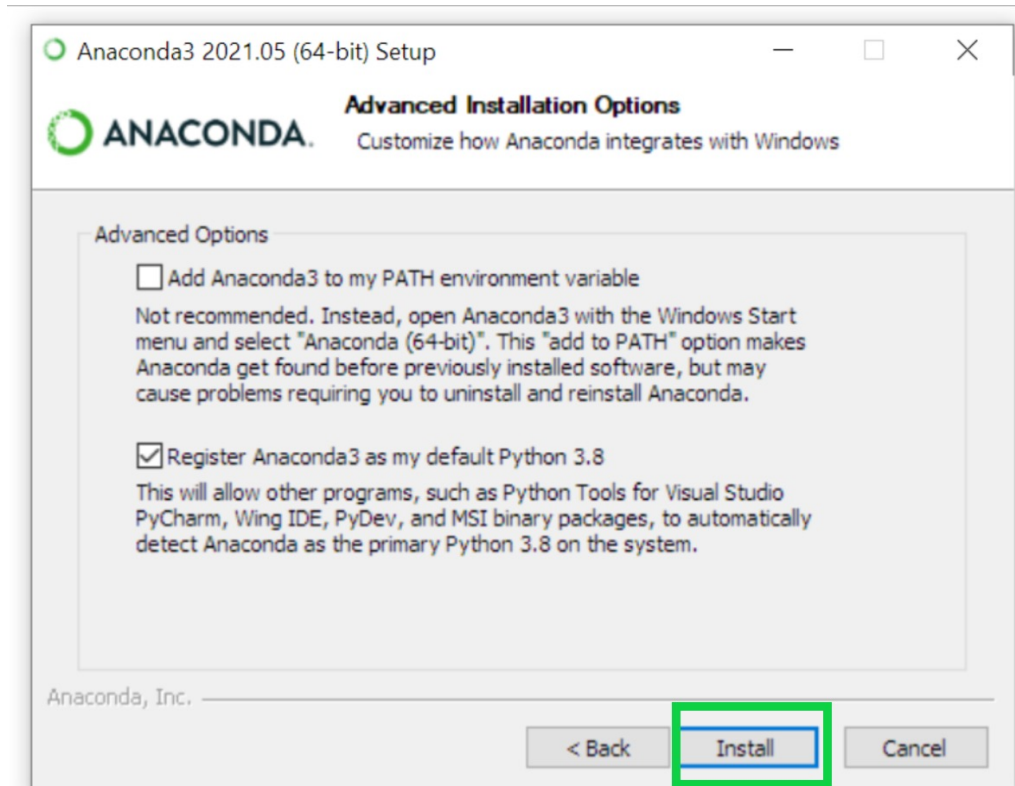 Anaconda3 2021.05 (64-bit) Setup
ANACONDA.
Advanced Installation Options
Customize how Anaconda integrates with Windows
Advanced Options
Add Anaconda3 to my PATH environment variable
Not recommended. Instead, open Anaconda3 with the Windows Start
menu and select "Anaconda (64-bit)". This "add to PATH" option makes
Anaconda get found before previously installed software, but may
cause problems requiring you to uninstall and reinstall Anaconda.
Register Anaconda3 as my default Python 3.8
This will allow other programs, such as Python Tools for Visual Studio
PyCharm, Wing IDE, PyDev, and MSI binary packages, to automatically
detect Anaconda as the primary Python 3.8 on the system.
Anaconda, Inc.
< Back Install Cancel